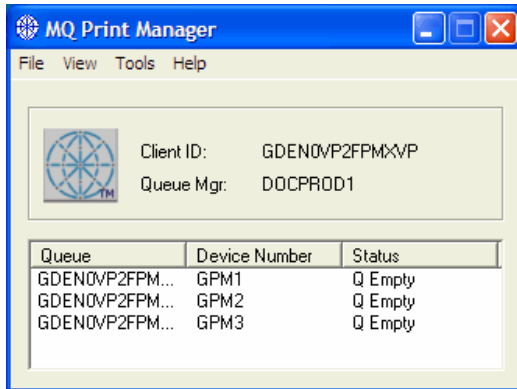 MQ Print Manager
File View Tools Help
Client ID: GDEN0VP2FPMXVP
Queue Mgr: DOCPROD1
TM
Queue Device Number Status
GDEN0VP2FPM... GPM1 Q Empty
GDEN0VP2FPM... GPM2 Q Empty
GDEN0VP2FPM... GPM3 Q Empty